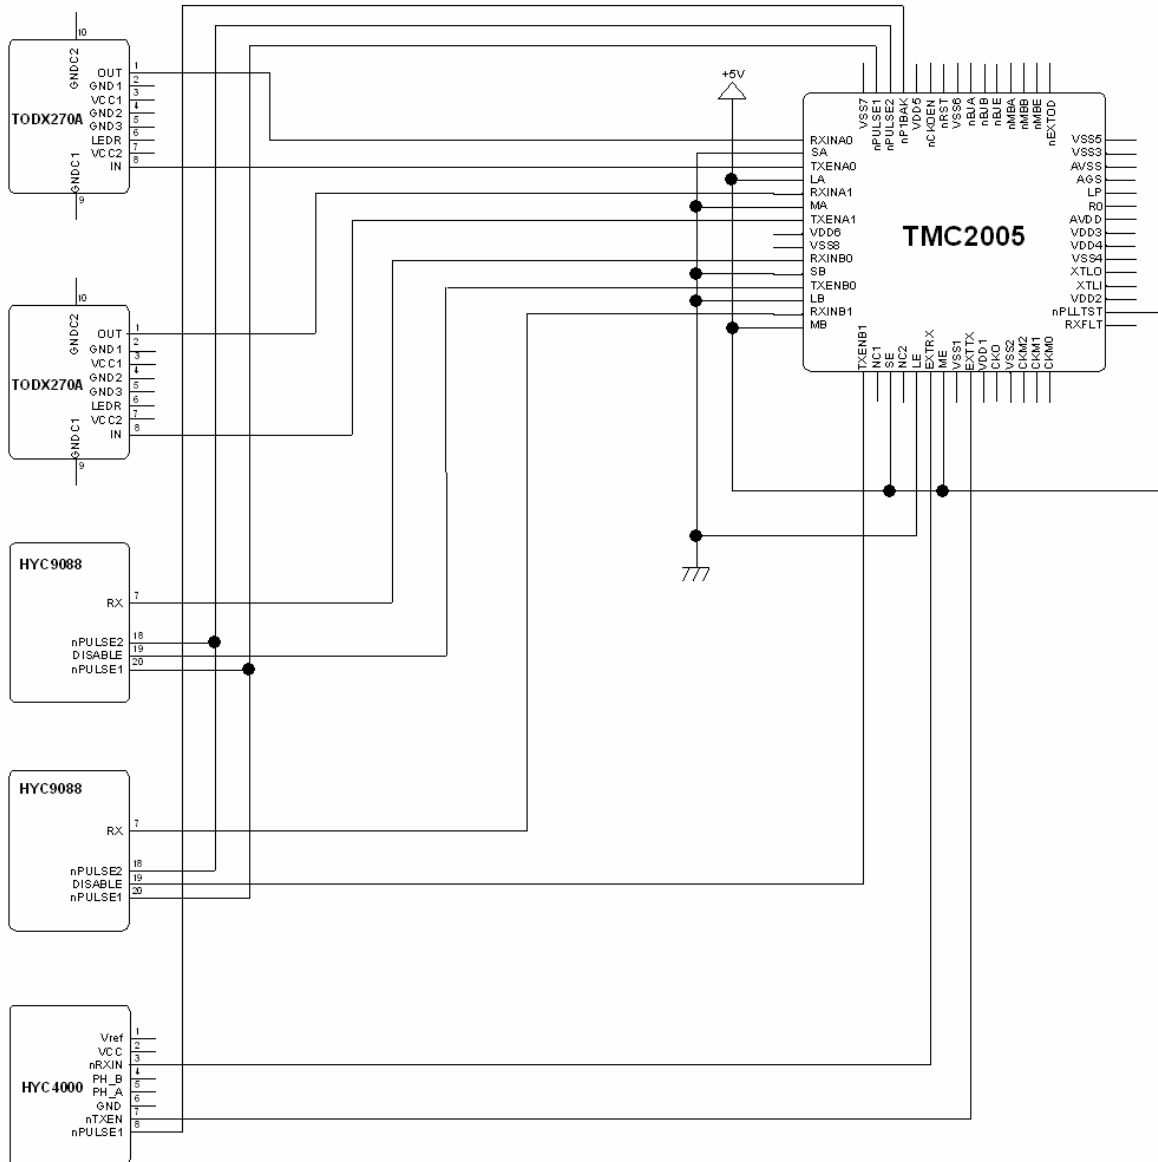 10
GNDC2
TODX270A
OUT 1
GND1 2
VCC1 3
GND2 4
GND3 5
LEDR 6
VCC2 7
IN 8
GNDC1
9
10
GNDC2
TODX270A
OUT 1
GND1 2
VCC1 3
GND2 4
GND3 5
LEDR 6
VCC2 7
IN 8
GNDC1
9
HYC9088
RX 7
nPULSE2 18
DISABLE 19
nPULSE1 20
HYC9088
RX 7
nPULSE2 18
DISABLE 19
nPULSE1 20
HYC4000
Vref 1
VCC 2
nRXIN 3
PH_B 4
PH_A 5
GND 6
nTXEN 7
nPULSE1 8
+5V
TMC2005
VSS7
nPULSE1
nPULSE2
nP1BAK
VDD5
nCKOEN
nRST
VSS6
nBJA
nBJB
nBJE
nMBA
nMBB
nMBE
nEXTOD
RXINA0
SA
TXENA0
LA
RXINA1
MA
TXENA1
VDD6
VSS8
RXINB0
SB
TXENB0
LB
RXINB1
MB
VSS5
VSS3
AVSS
AGS
LP
RO
AVDD
VDD3
VDD4
VSS4
XTLO
XTLI
VDD2
nPLLTST
RXFLT
TXENB1
NC1
SE
NC2
LE
EXTRX
ME
VSS1
EXTTX
VDD1
CKO
VSS2
CKM2
CKM1
CKM0